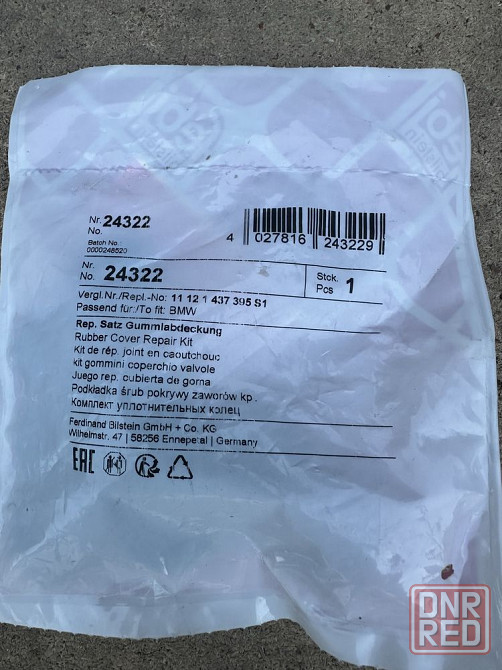 febi
bilstein
Nr. 24322
No.
Batch No.:
0000248520
4 027816 243229
Nr.
No. 24322
Stck.
Pcs 1
Vergl.Nr./Repl.-No: 11 12 1 437 395 S1
Passend für:/To fit: BMW
Rep. Satz Gummiabdeckung
Rubber Cover Repair Kit
Kit de rép. joint en caoutchouc
kit gommini coperchio valvole
Juego rep. cubierta de goma
Podkładka śrub pokrywy zaworów kp.
Комплект уплотнительных колец
Ferdinand Bilstein GmbH + Co. KG
Wilhelmstr. 47 | 58256 Ennepetal | Germany
EAC
DNR
RED